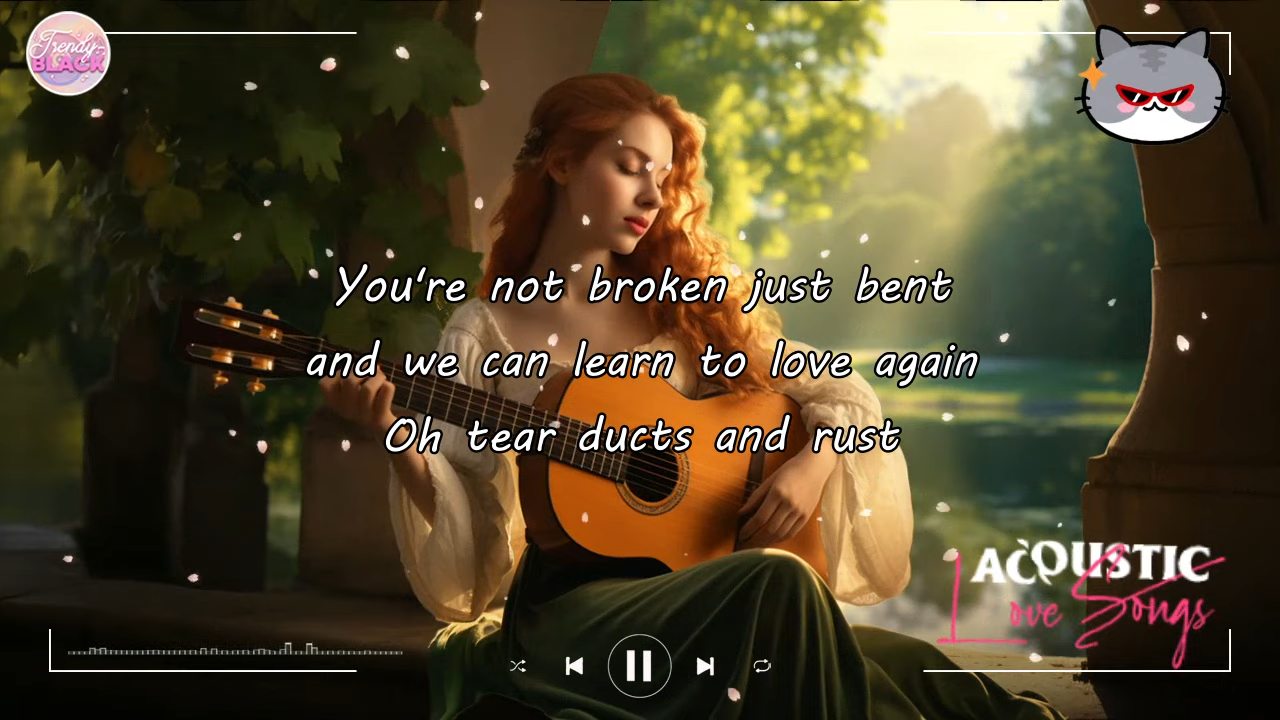 Trendy
BLACK
You're not broken just bent
and we can learn to love again
Oh tear ducts and rust
ACOUSTIC
Love Songs